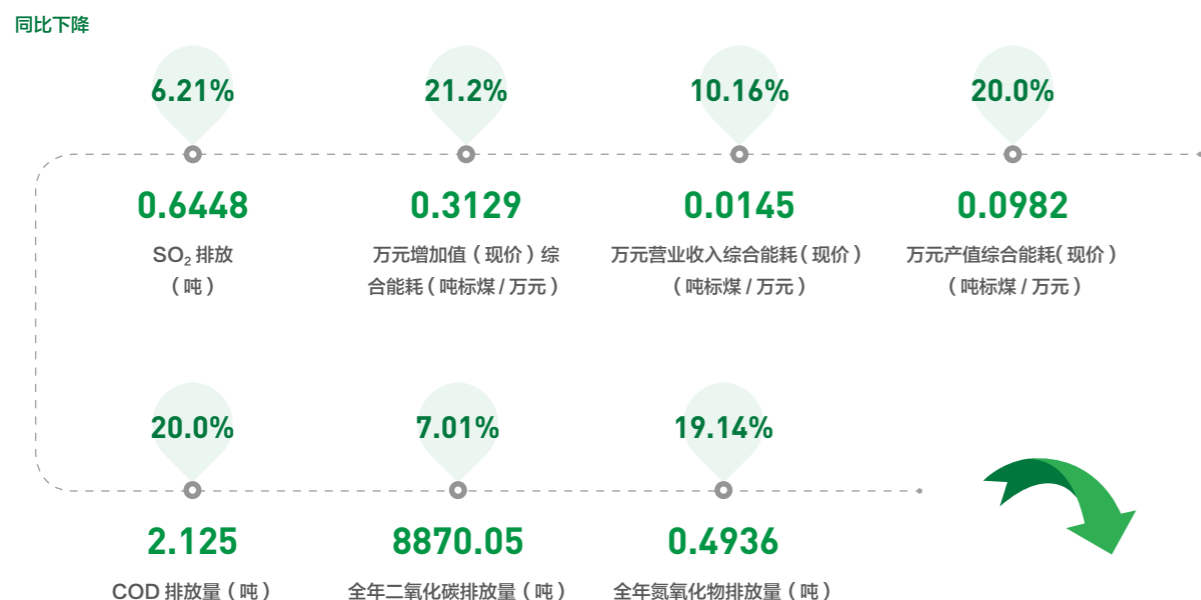 同比下降
6.21% 21.2% 10.16% 20.0%
0.6448 0.3129 0.0145 0.0982
SO₂ 排放 万元增加值（现价）综 万元营业收入综合能耗（现价） 万元产值综合能耗（现价）
（吨） 合能耗（吨标煤 / 万元） （吨标煤 / 万元） （吨标煤 / 万元）
20.0% 7.01% 19.14%
2.125 8870.05 0.4936
COD 排放量（吨） 全年二氧化碳排放量（吨） 全年氮氧化物排放量（吨）